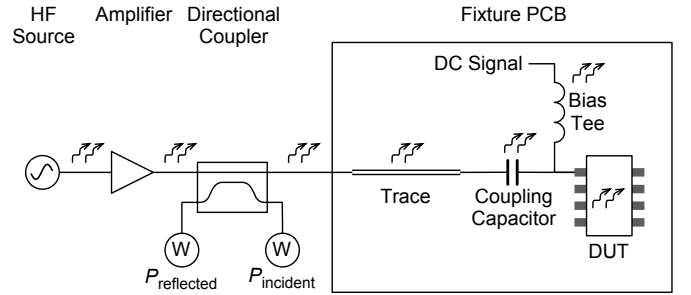 HF
Source
Amplifier
Directional
Coupler
Fixture PCB
DC Signal
Bias
Tee
Trace
Coupling
Capacitor
DUT
W
W
Preflected
Pincident